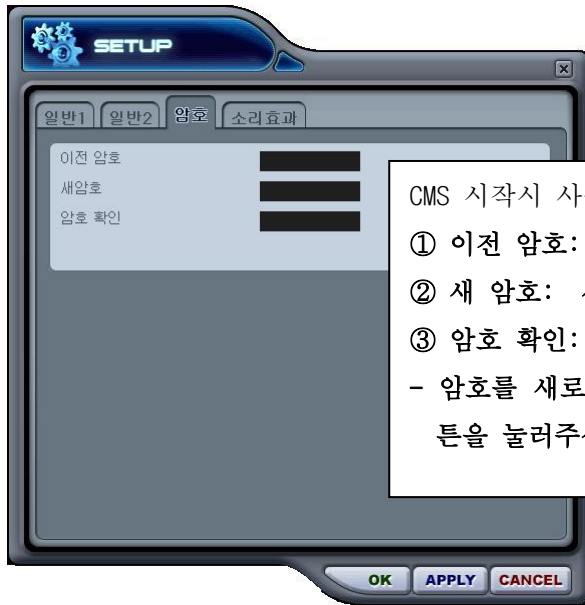 SETUP
일반1 일반2 암호 소리효과
이전 암호
새암호
암호 확인
CMS 시작시
① 이전 암호:
② 새 암호:
③ 암호 확인:
- 암호를 새로
튼을 눌러주
OK APPLY CANCEL